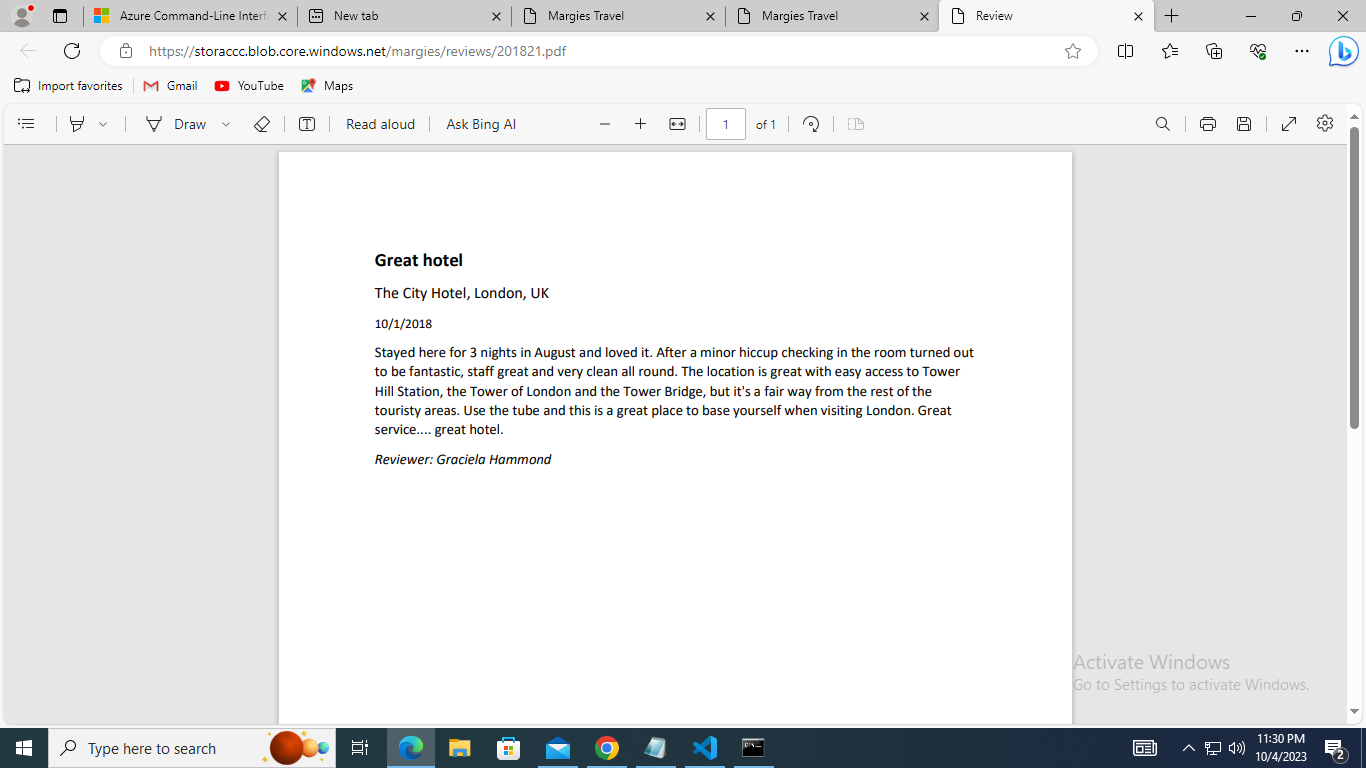 Azure Command-Line Interf
New tab
Margies Travel
Margies Travel
Review
https://storaccc.blob.core.windows.net/margies/reviews/201821.pdf
Import favorites
Gmail
YouTube
Maps
Draw
Read aloud
Ask Bing AI
1
of 1
Great hotel
The City Hotel, London, UK
10/1/2018
Stayed here for 3 nights in August and loved it. After a minor hiccup checking in the room turned out
to be fantastic, staff great and very clean all round. The location is great with easy access to Tower
Hill Station, the Tower of London and the Tower Bridge, but it's a fair way from the rest of the
touristy areas. Use the tube and this is a great place to base yourself when visiting London. Great
service.... great hotel.
Reviewer: Graciela Hammond
Activate Windows
Go to Settings to activate Windows.
Type here to search
11:30 PM
10/4/2023
2